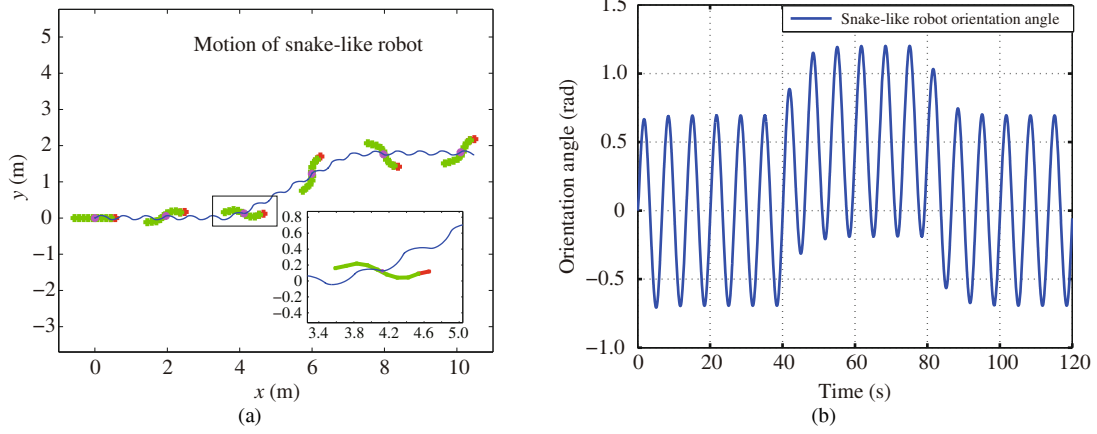 Motion of snake-like robot
5
4
3
2
1
0
−1
−2
−3
y (m)
0 2 4 6 8 10
x (m)
0.8
0.6
0.4
0.2
0
−0.2
−0.4
3.4 3.8 4.2 4.6 5.0
(a)
Snake-like robot orientation angle
1.5
1.0
0.5
0
−0.5
−1.0
Orientation angle (rad)
0 20 40 60 80 100 120
Time (s)
(b)